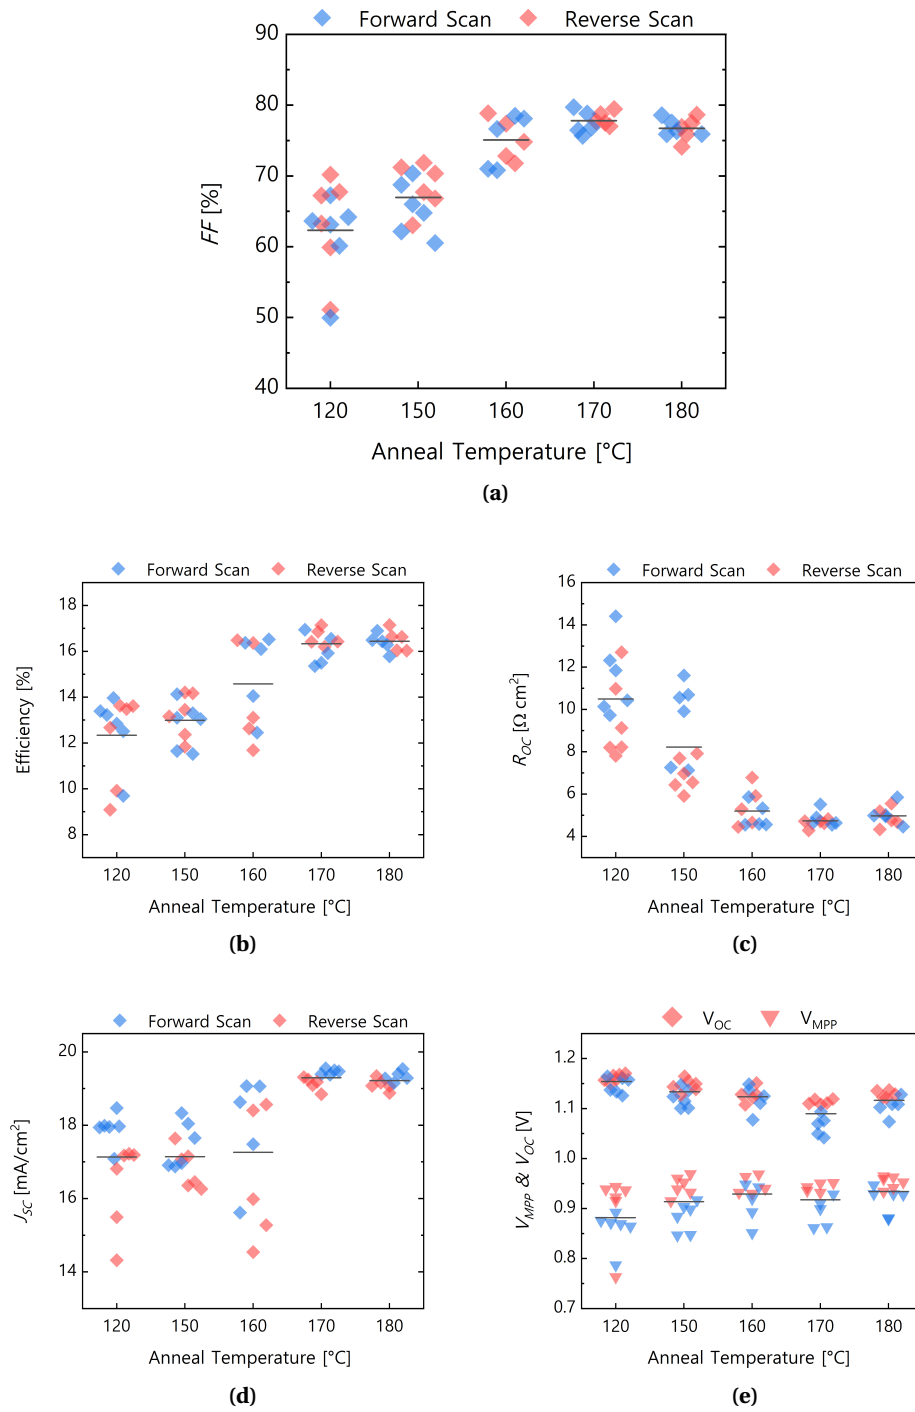 Forward Scan Reverse Scan
90
80
70
60
50
40
FF [%]
120 150 160 170 180
Anneal Temperature [°C]
(a)
Forward Scan Reverse Scan
18
16
14
12
10
8
Efficiency [%]
120 150 160 170 180
Anneal Temperature [°C]
(b)
Forward Scan Reverse Scan
16
14
12
10
8
6
4
R_OC [Ω cm²]
120 150 160 170 180
Anneal Temperature [°C]
(c)
Forward Scan Reverse Scan
20
18
16
14
J_SC [mA/cm²]
120 150 160 170 180
Anneal Temperature [°C]
(d)
V_OC V_MPP
1.2
1.1
1.0
0.9
0.8
0.7
V_MPP & V_OC [V]
120 150 160 170 180
Anneal Temperature [°C]
(e)